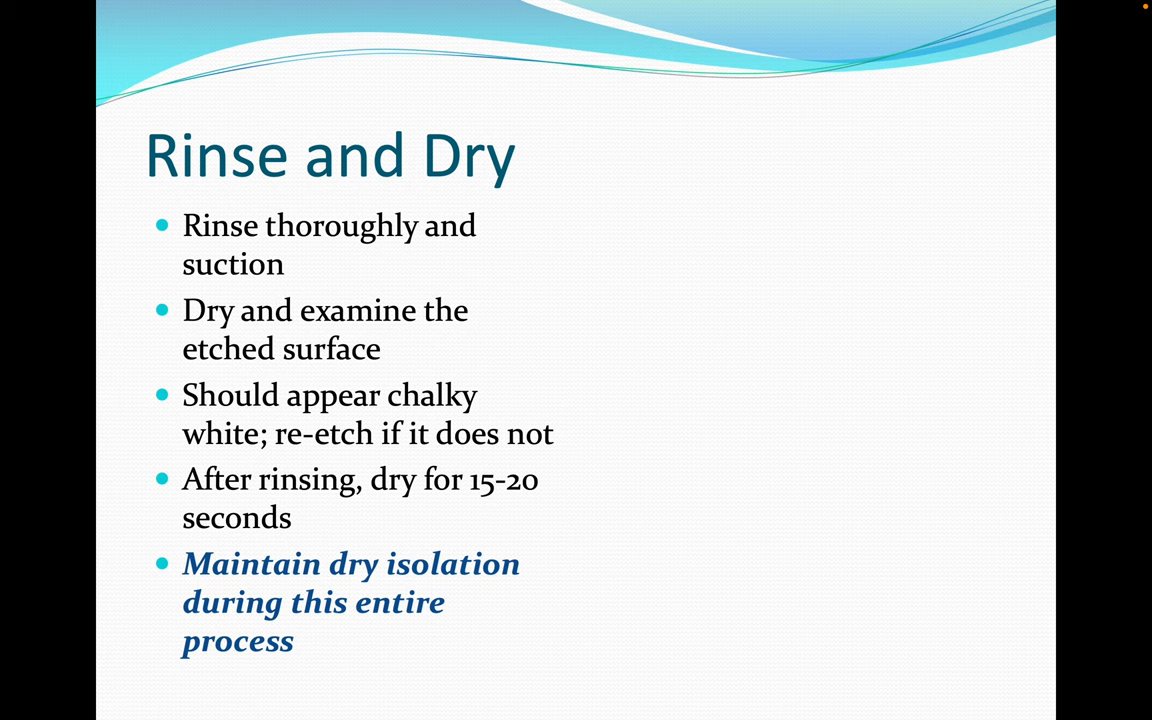 Rinse and Dry
Rinse thoroughly and
suction
Dry and examine the
etched surface
Should appear chalky
white; re-etch if it does not
After rinsing, dry for 15-20
seconds
Maintain dry isolation
during this entire
process